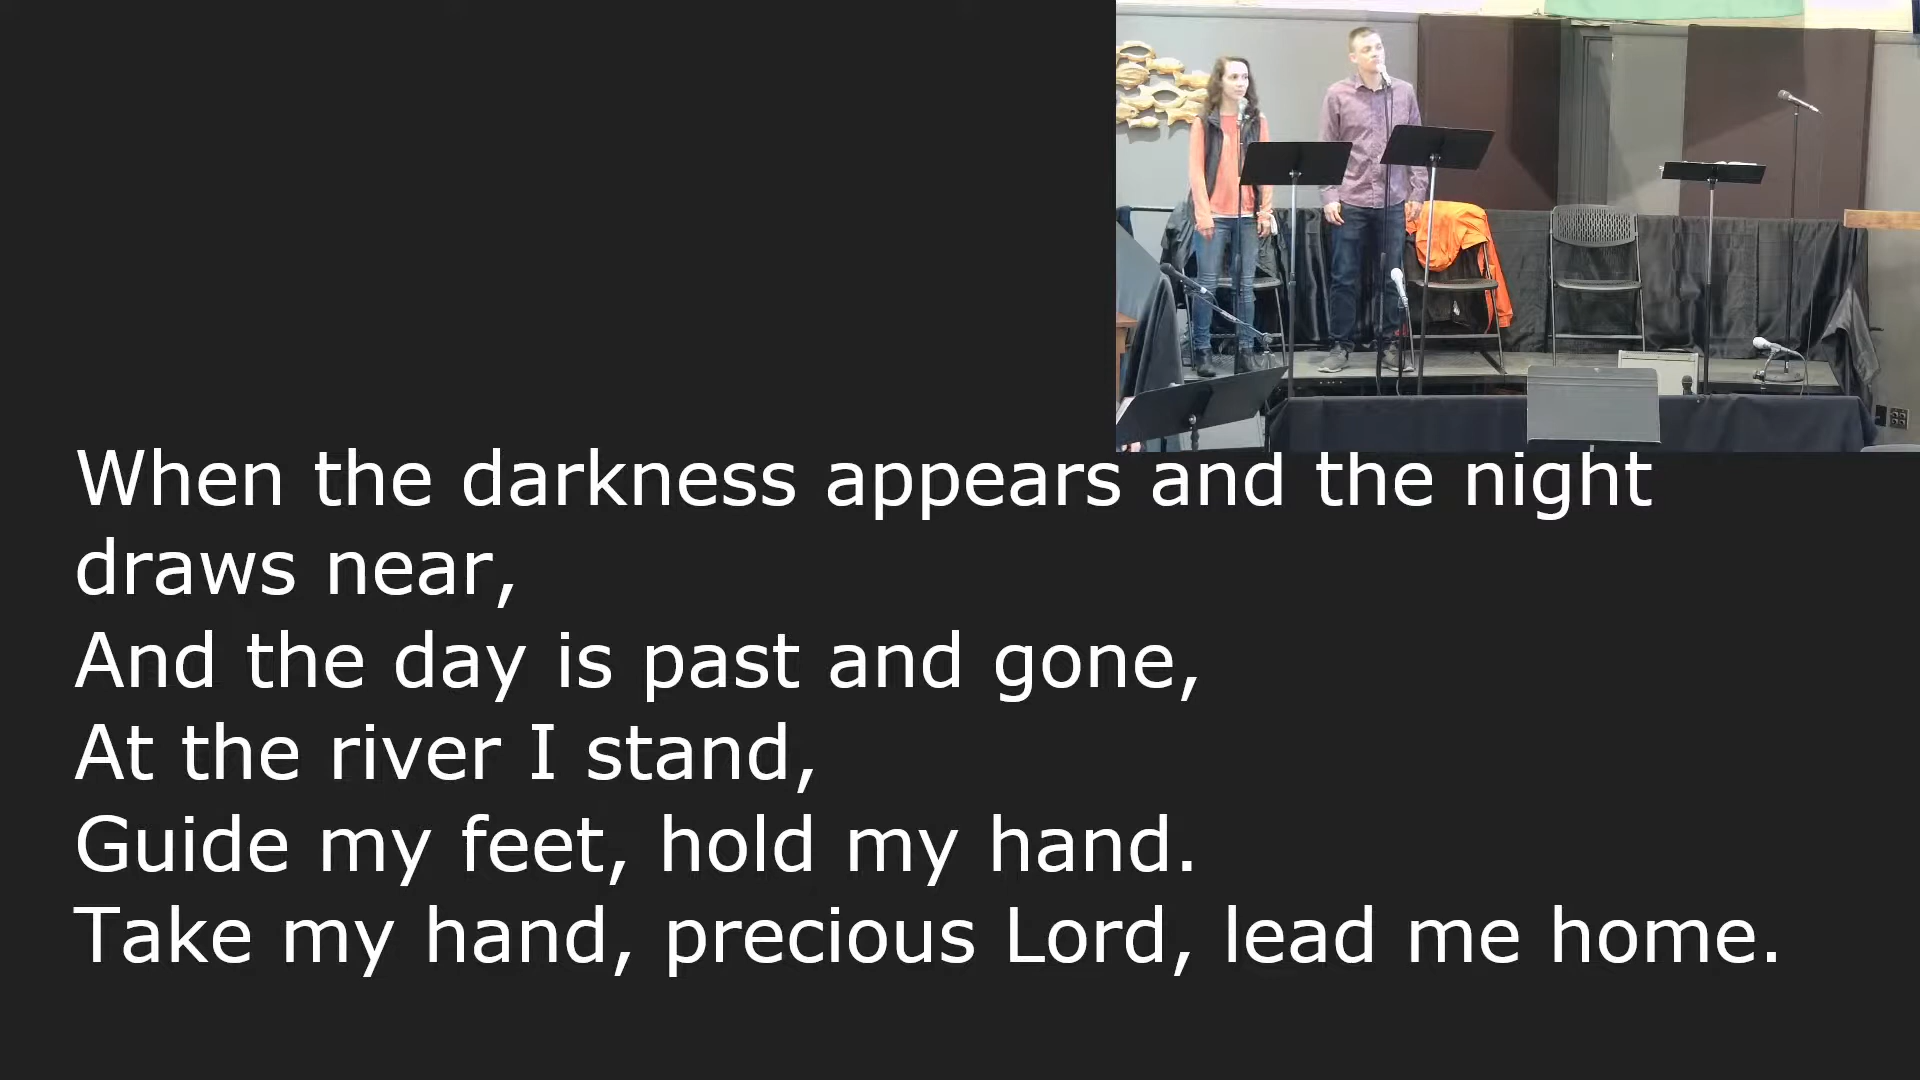 When the darkness appears and the night
draws near,
And the day is past and gone,
At the river I stand,
Guide my feet, hold my hand.
Take my hand, precious Lord, lead me home.